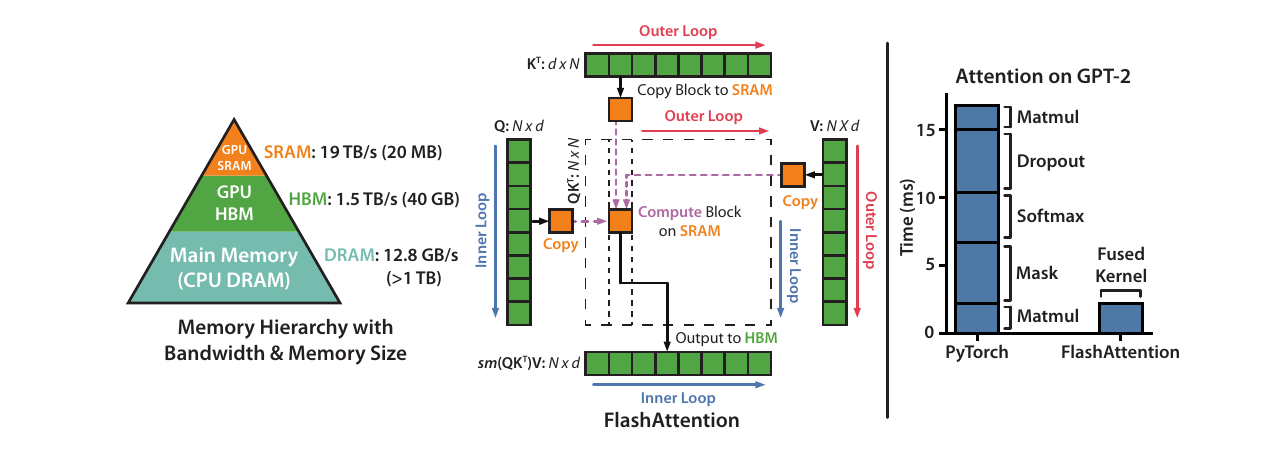 GPU
SRAM
SRAM: 19 TB/s (20 MB)
GPU
HBM
HBM: 1.5 TB/s (40 GB)
Main Memory
(CPU DRAM)
DRAM: 12.8 GB/s
(>1 TB)
Memory Hierarchy with
Bandwidth & Memory Size
Outer Loop
Kᵀ: d x N
Copy Block to SRAM
Outer Loop
Q: N x d
V: N X d
QKᵀ: N x N
Inner Loop
Copy
Compute Block
on SRAM
Copy
Inner Loop
Outer Loop
Output to HBM
sm(QKᵀ)V: N x d
Inner Loop
FlashAttention
Attention on GPT-2
Time (ms)
15
10
5
0
Matmul
Dropout
Softmax
Mask
Matmul
Fused
Kernel
PyTorch
FlashAttention